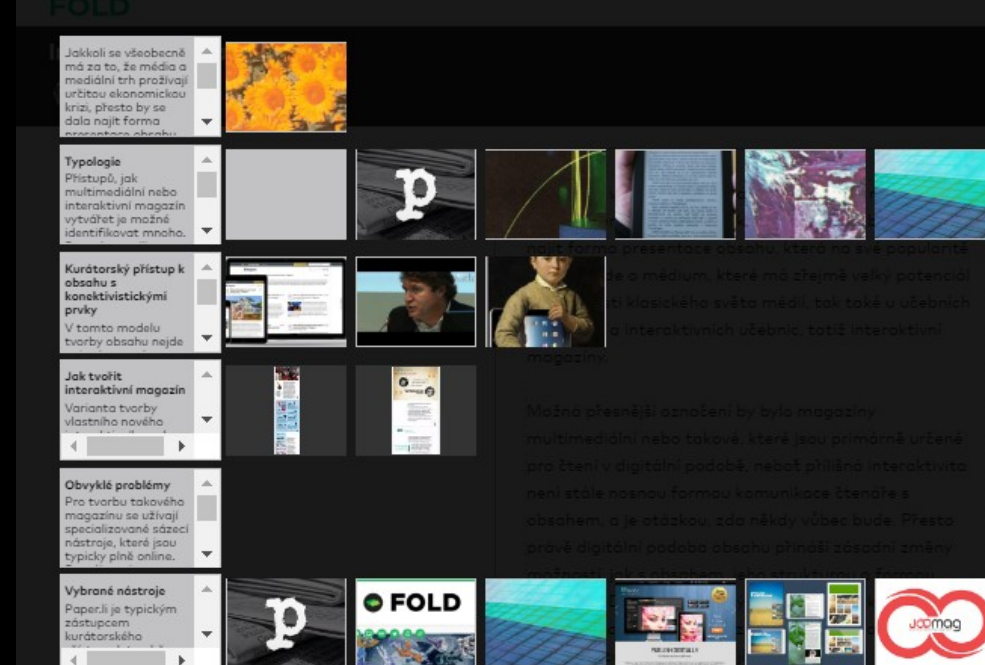 FOLD
Jakkoli se všeobecně
má za to, že média a
mediální trh prožívají
určitou ekonomickou
krizi, přesto by se
dala najít forma
presentace obsahu
Typologie
Přístupů, jak
multimediální nebo
interaktivní magazín
vytvářet je možné
identifikovat mnoho.
p
najít forma presentace obsahu, která na své popularitě
de o médium, které má zřejmě velký potenciál
sti klasického světa médií, tak také u učebních
a interaktivních učebnic, totiž interaktivní
magazíny.
Kurátorský přístup k
obsahu s
konektivistickými
prvky
V tomto modelu
tvorby obsahu nejde
Jak tvořit
interaktivní magazín
Varianta tvorby
vlastního nového
Možná přesnější označení by bylo magazíny
multimediální nebo takové, které jsou primárně určené
pro čtení v digitální podobě, neboť přílišná interaktivita
není stále nosnou formou komunikace čtenáře s
obsahem, a je otázkou, zda někdy vůbec bude. Přesto
právě digitální podoba obsahu přináší zásadní změny
Obvyklé problémy
Pro tvorbu takového
magazínu se užívají
specializované sázecí
nástroje, které jsou
typicky plně online.
Vybrané nástroje
Paper.li je typickým
zástupcem
kurátorského
p
FOLD
Joomag